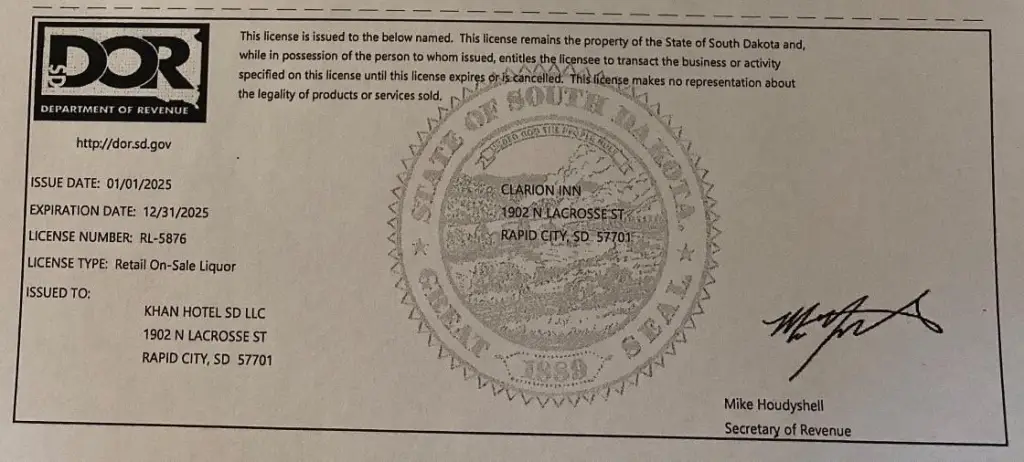 This license is issued to the below named. This license remains the property of the State of South Dakota and,
while in possession of the person to whom issued, entitles the licensee to transact the business or activity
specified on this license until this license expires or is cancelled. This license makes no representation about
the legality of products or services sold.
SD DOR
DEPARTMENT OF REVENUE
http://dor.sd.gov
ISSUE DATE: 01/01/2025
EXPIRATION DATE: 12/31/2025
LICENSE NUMBER: RL-5876
LICENSE TYPE: Retail On-Sale Liquor
ISSUED TO:
KHAN HOTEL SD LLC
1902 N LACROSSE ST
RAPID CITY, SD 57701
STATE OF SOUTH DAKOTA
UNDER GOD THE PEOPLE RULE
CLARION INN
1902 N LACROSSE ST
RAPID CITY, SD 57701
GREAT SEAL
1889
Mike Houdyshell
Secretary of Revenue